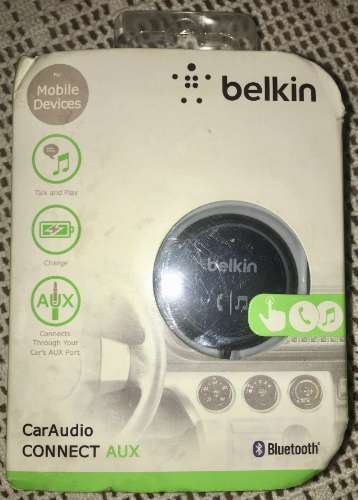 For
Mobile
Devices
belkin
Talk and Play
Charge
AUX
Connects
Through Your
Car's AUX Port
belkin
CarAudio
CONNECT AUX
Bluetooth®